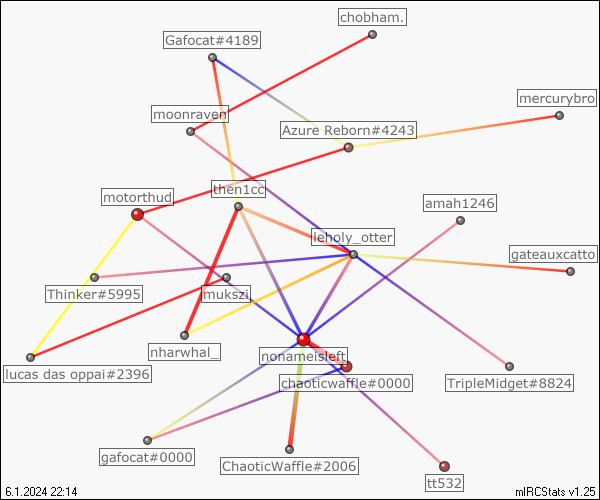 chobham.
Gafocat#4189
mercurybro
moonraven
Azure Reborn#4243
then1cc
motorthud
amah1246
leholy_otter
gateauxcatto
Thinker#5995
mukszi
nharwhal_
nonameisleft
lucas das oppai#2396
chaoticwaffle#0000
TripleMidget#8824
gafocat#0000
ChaoticWaffle#2006
tt532
6.1.2024 22:14
mIRCStats v1.25